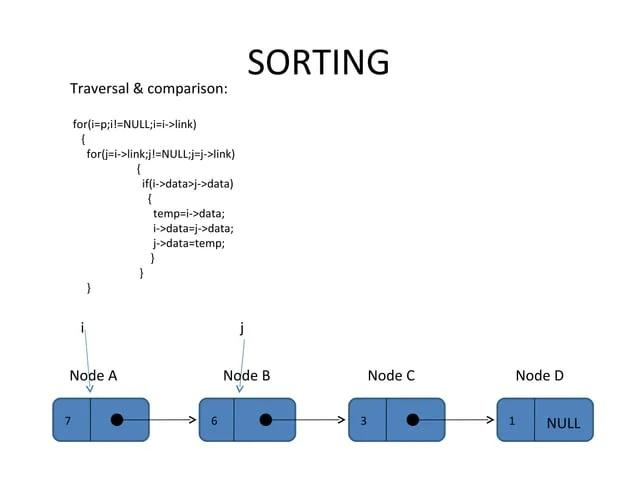 SORTING
Traversal & comparison:
for(i=p;i!=NULL;i=i->link)
{
for(j=i->link;j!=NULL;j=j->link)
{
if(i->data>j->data)
{
temp=i->data;
i->data=j->data;
j->data=temp;
}
}
}
i j
Node A Node B Node C Node D
7 6 3 1 NULL